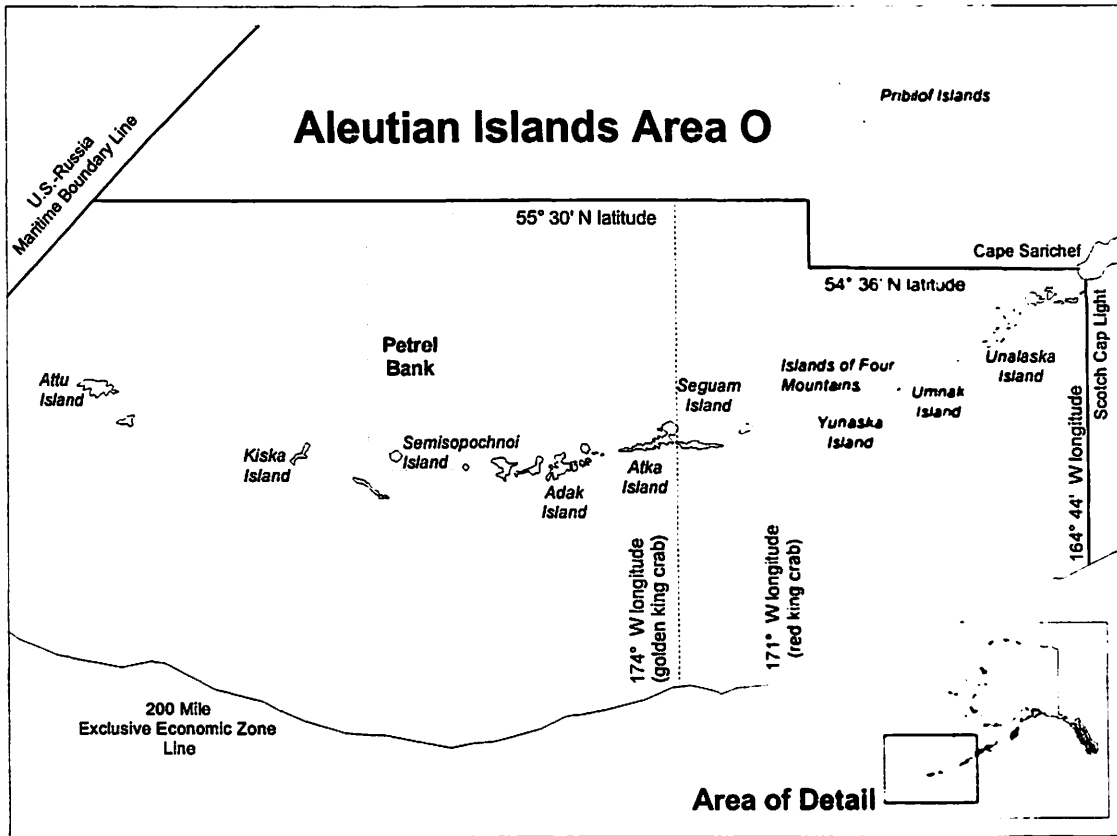 Pribilof Islands
Aleutian Islands Area O
U.S.-Russia
Maritime Boundary Line
55° 30' N latitude
Cape Sarichef
54° 36' N latitude
Scotch Cap Light
164° 44' W longitude
Petrel
Bank
Attu
Island
Kiska
Island
Semisopochnoi
Island
Adak
Island
Atka
Island
Seguam
Island
Islands of Four
Mountains
Yunaska
Island
Umnak
Island
Unalaska
Island
174° W longitude
(golden king crab)
171° W longitude
(red king crab)
200 Mile
Exclusive Economic Zone
Line
Area of Detail